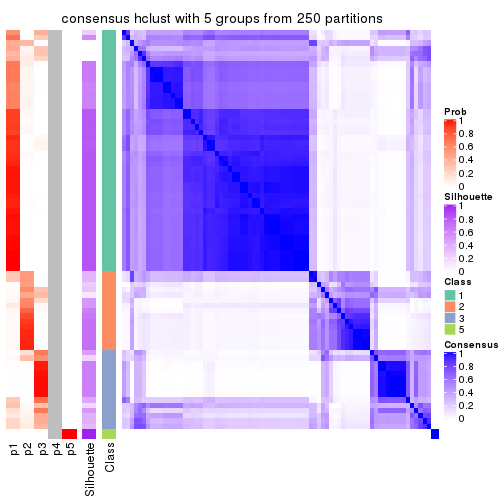 consensus hclust with 5 groups from 250 partitions
Prob
1
0.8
0.6
0.4
0.2
0
Silhouette
1
0.8
0.6
0.4
0.2
0
Class
1
2
3
5
Consensus
1
0.8
0.6
0.4
0.2
0
p1
p2
p3
p4
p5
Silhouette
Class